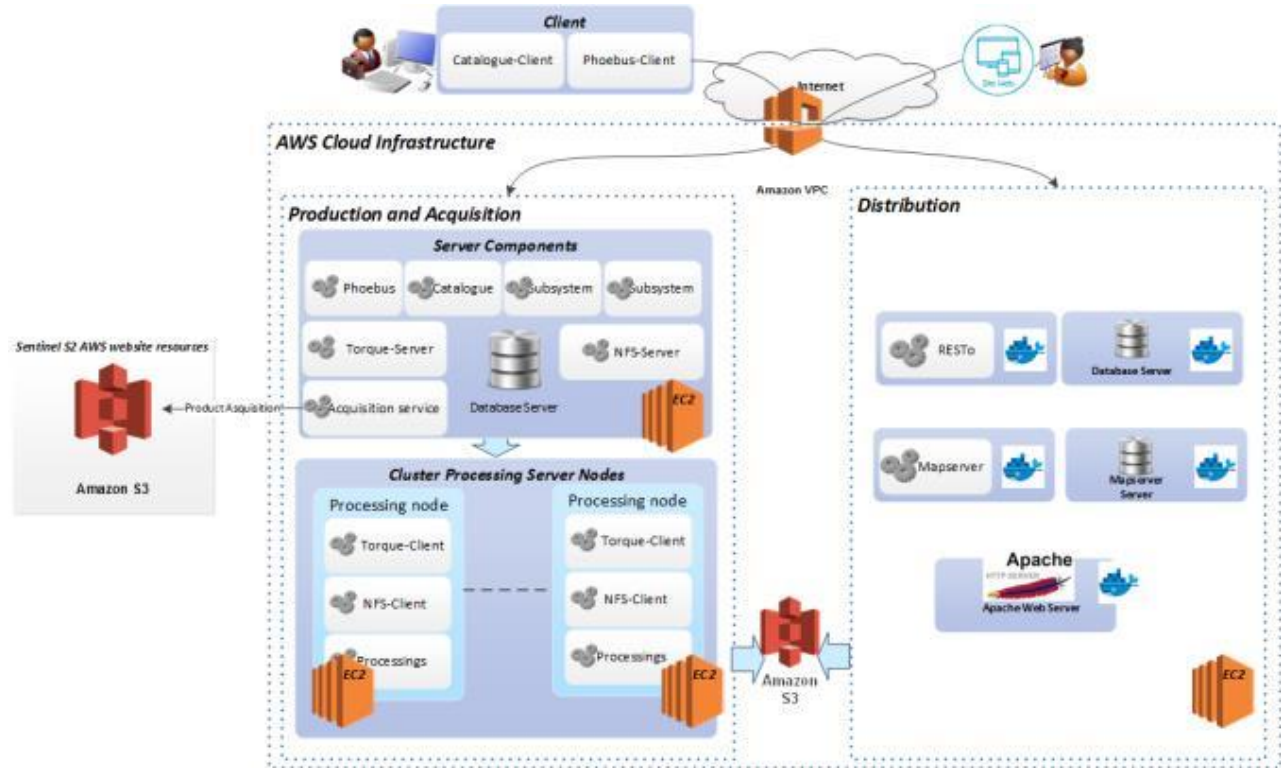 Client
Catalogue-Client
Phoebus-Client
Internet
Site Web
AWS Cloud Infrastructure
Amazon VPC
Production and Acquisition
Distribution
Server Components
Phoebus
Catalogue
Subsystem
Subsystem
Torque-Server
NFS-Server
RESTo
Database Server
Sentinel S2 AWS website resources
Product Asquisition
Acquisition service
Database Server
EC2
Amazon S3
Cluster Processing Server Nodes
Mapserver
Mapserver
Server
Processing node
Processing node
Torque-Client
Torque-Client
NFS-Client
NFS-Client
Processings
Processings
EC2
EC2
Amazon
S3
Apache
HTTP SERVER
Apache Web Server
EC2